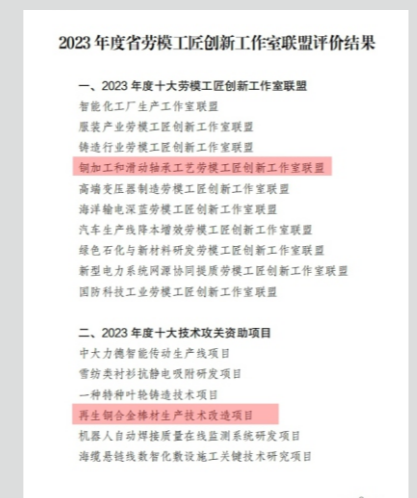 2023年度省劳模工匠创新工作室联盟评价结果
一、2023年度十大劳模工匠创新工作室联盟
智能化工厂生产工作室联盟
服装产业劳模工匠创新工作室联盟
铸造行业劳模工匠创新工作室联盟
铜加工和滑动轴承工艺劳模工匠创新工作室联盟
高端变压器制造劳模工匠创新工作室联盟
海洋输电深蓝劳模工匠创新工作室联盟
汽车生产线降本增效劳模工匠创新工作室联盟
绿色石化与新材料研发劳模工匠创新工作室联盟
新型电力系统网源协同提质劳模工匠创新工作室联盟
国防科技工业劳模工匠创新工作室联盟
二、2023年度十大技术攻关资助项目
中大力德智能传动生产线项目
雪纺类衬衫抗静电吸附研发项目
一种特种叶轮铸造技术项目
再生铜合金棒材生产技术改造项目
机器人自动焊接质量在线监测系统研发项目
海缆悬链线数智化敷设施工关键技术研究项目